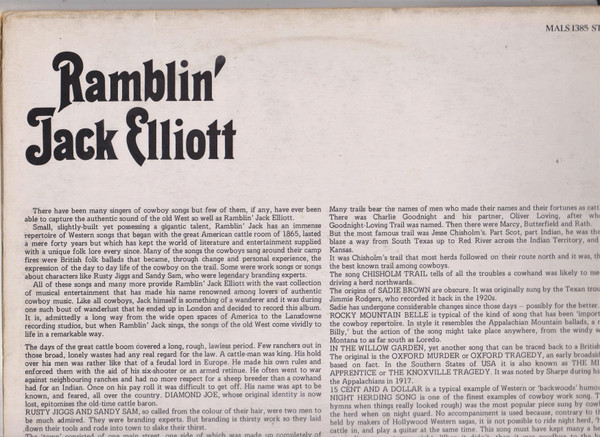 MALS 1385 ST
Ramblin'
Jack Elliott
There have been many singers of cowboy songs but few of them, if any, have ever been
able to capture the authentic sound of the old West so well as Ramblin' Jack Elliott.
Small, slightly-built yet possessing a gigantic talent, Ramblin' Jack has an immense
repertoire of Western songs that began with the great American cattle room of 1865, lasted
a mere forty years but which has kept the world of literature and entertainment supplied
with a unique folk lore every since. Many of the songs the cowboys sang around their camp
fires were British folk ballads that became, through change and personal experience, the
expression of the day to day life of the cowboy on the trail. Some were work songs or songs
about characters like Rusty Jiggs and Sandy Sam, who were legendary branding experts.
All of these songs and many more provide Ramblin' Jack Elliott with the vast collection
of musical entertainment that has made his name renowned among lovers of authentic
cowboy music. Like all cowboys, Jack himself is something of a wanderer and it was during
one such bout of wanderlust that he ended up in London and decided to record this album.
It is, admittedly a long way from the wide open spaces of America to the Lansdowne
recording studios, but when Ramblin' Jack sings, the songs of the old West come vividly to
life in a remarkable way.
The days of the great cattle boom covered a long, rough, lawless period. Few ranchers out in
those broad, lonely wastes had any real regard for the law. A cattle-man was king. His hold
over his men was rather like that of a feudal lord in Europe. He made his own rules and
enforced them with the aid of his six-shooter or an armed retinue. He often went to war
against neighbouring ranches and had no more respect for a sheep breeder than a cowhand
had for an Indian. Once on his pay roll it was difficult to get off. His name was apt to be
known, and feared, all over the country. DIAMOND JOE, whose original identity is now
lost, epitomises the old-time cattle baron.
RUSTY JIGGS AND SANDY SAM, so called from the colour of their hair, were two men to
be much admired. They were branding experts. But branding is thirsty work so they laid
down their tools and rode into town to slake their thirst.
The 'town' consisted of one main street, one side of which was made up completely of
Many trails bear the names of men who made their names and their fortunes as catt
There was Charlie Goodnight and his partner, Oliver Loving, after who
Goodnight-Loving Trail was named. Then there were Marcy, Butterfield and Rath.
But the most famous trail was Jesse Chisholm's. Part Scot, part Indian, he was the
blaze a way from South Texas up to Red River across the Indian Territory, and
Kansas.
It was Chisholm's trail that most herds followed on their route north and it was, th
the best known trail among cowboys.
The song CHISHOLM TRAIL tells of all the troubles a cowhand was likely to me
driving a herd northwards.
The origins of SADIE BROWN are obscure. It was originally sung by the Texan trou
Jimmie Rodgers, who recorded it back in the 1920s.
Sadie has undergone considerable changes since those days – possibly for the better.
'ROCKY MOUNTAIN BELLE is typical of the kind of song that has been 'import
the cowboy repertory. In style it resembles the Appalachian Mountain ballads, a r
Billy,' but the action of the song might take place anywhere, from the windy w
Montana to as far south as Loredo.
IN THE WILLOW GARDEN, yet another song that can be traced back to a British
The original is the OXFORD MURDER or OXFORD TRAGEDY, an early broadsid
based on fact. In the Southern States of USA it is also known as THE MIL
APPRENTICE or THE KNOXVILLE TRAGEDY. It was noted by Sharpe during his
the Appalachians in 1917.
15 CENT AND A DOLLAR is a typical example of Western or 'backwoods' humou
NIGHT HERDING SONG is one of the finest examples of cowboy work song. T
hymns when things really looked rough) was the most popular piece sung by cowb
the herd when on night guard. No accompaniment is used because, contrary to th
held by makers of Hollywood Western sagas, it is not possible to ride night herd, 'h
cattle in, and play a guitar at the same time. This song must have kept many a he